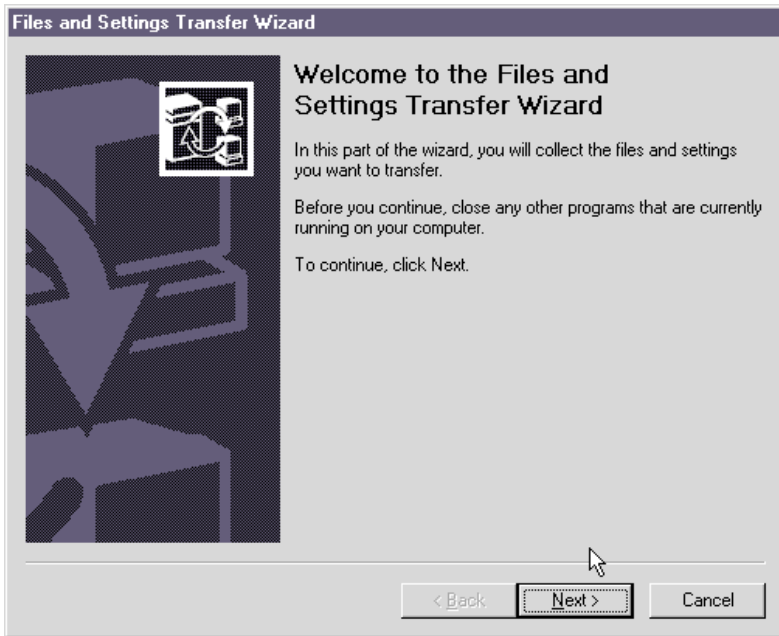 Files and Settings Transfer Wizard
Welcome to the Files and
Settings Transfer Wizard
In this part of the wizard, you will collect the files and settings
you want to transfer.
Before you continue, close any other programs that are currently
running on your computer.
To continue, click Next.
< Back
Next >
Cancel